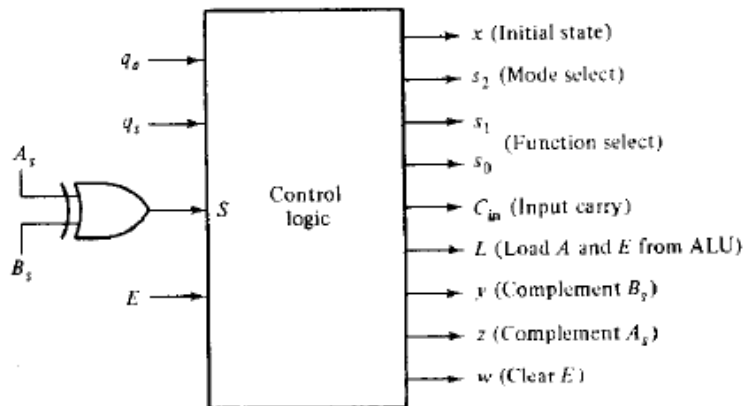 x (Initial state)
q_a
s_2 (Mode select)
q_s
s_1
(Function select)
A_s
s_0
Control
logic
S
C_in (Input carry)
B_s
L (Load A and E from ALU)
E
y (Complement B_s)
z (Complement A_s)
w (Clear E)